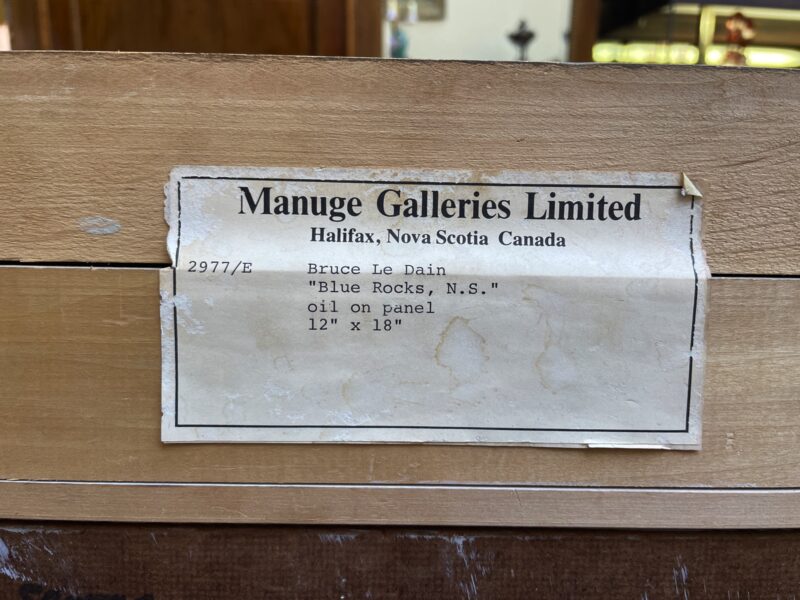 Manuge Galleries Limited
Halifax, Nova Scotia Canada
2977/E Bruce Le Dain
"Blue Rocks, N.S."
oil on panel
12" x 18"